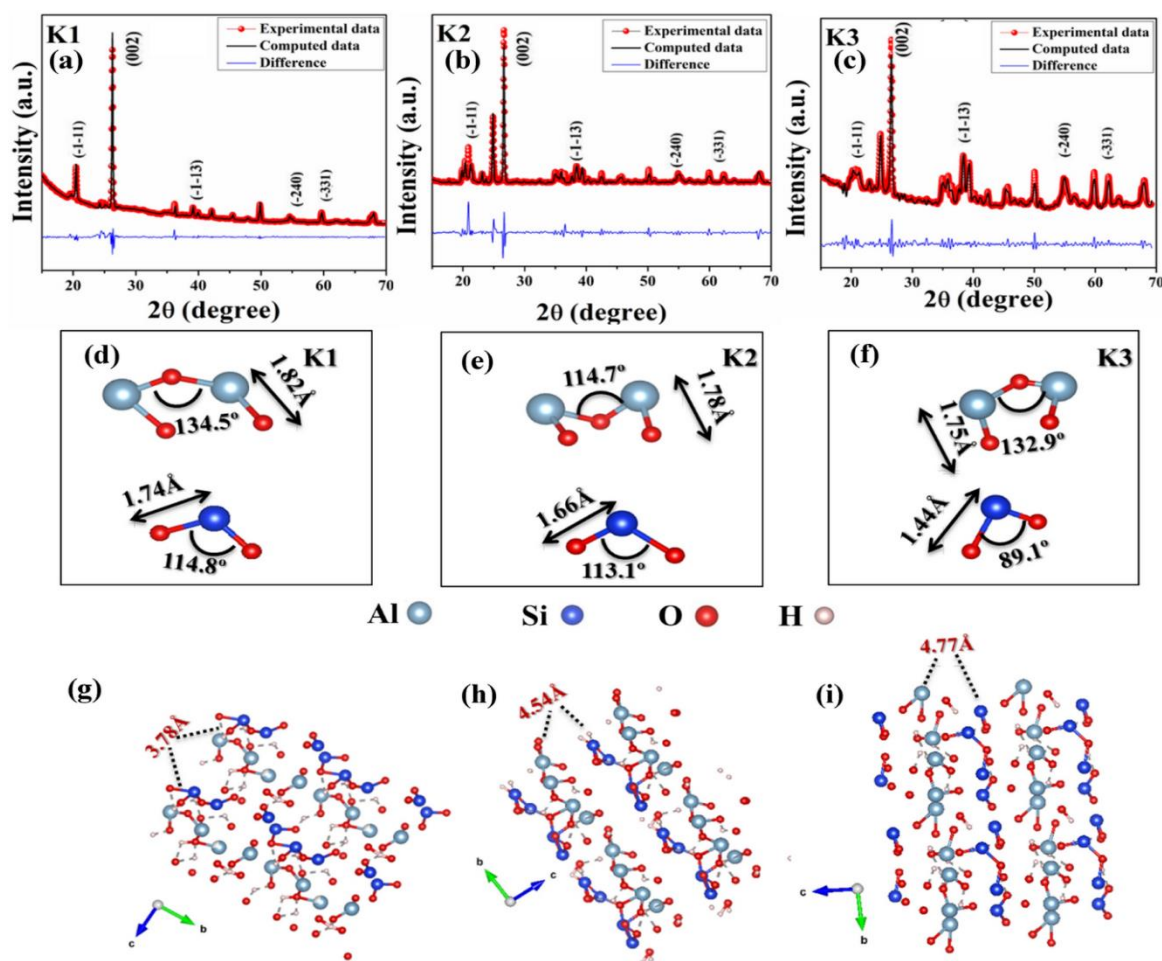 K1
(a)
(002)
Experimental data
Computed data
Difference
(-1-11)
(-1-13)
(-240)
(-331)
Intensity (a.u.)
20 30 40 50 60 70
2θ (degree)
K2
(b)
(002)
Experimental data
Computed data
Difference
(-1-11)
(-1-13)
(-240)
(-331)
Intensity (a.u.)
20 30 40 50 60 70
2θ (degree)
K3
(c)
(002)
Experimental data
Computed data
Difference
(-1-11)
(-1-13)
(-240)
(-331)
Intensity (a.u.)
20 30 40 50 60 70
2θ (degree)
(d)
K1
1.82Å
134.5°
1.74Å
114.8°
(e)
K2
114.7°
1.78Å
1.66Å
113.1°
(f)
K3
1.75Å
132.9°
1.44Å
89.1°
Al Si O H
(g)
3.78Å
c
b
(h)
4.54Å
b
c
(i)
4.77Å
c
b